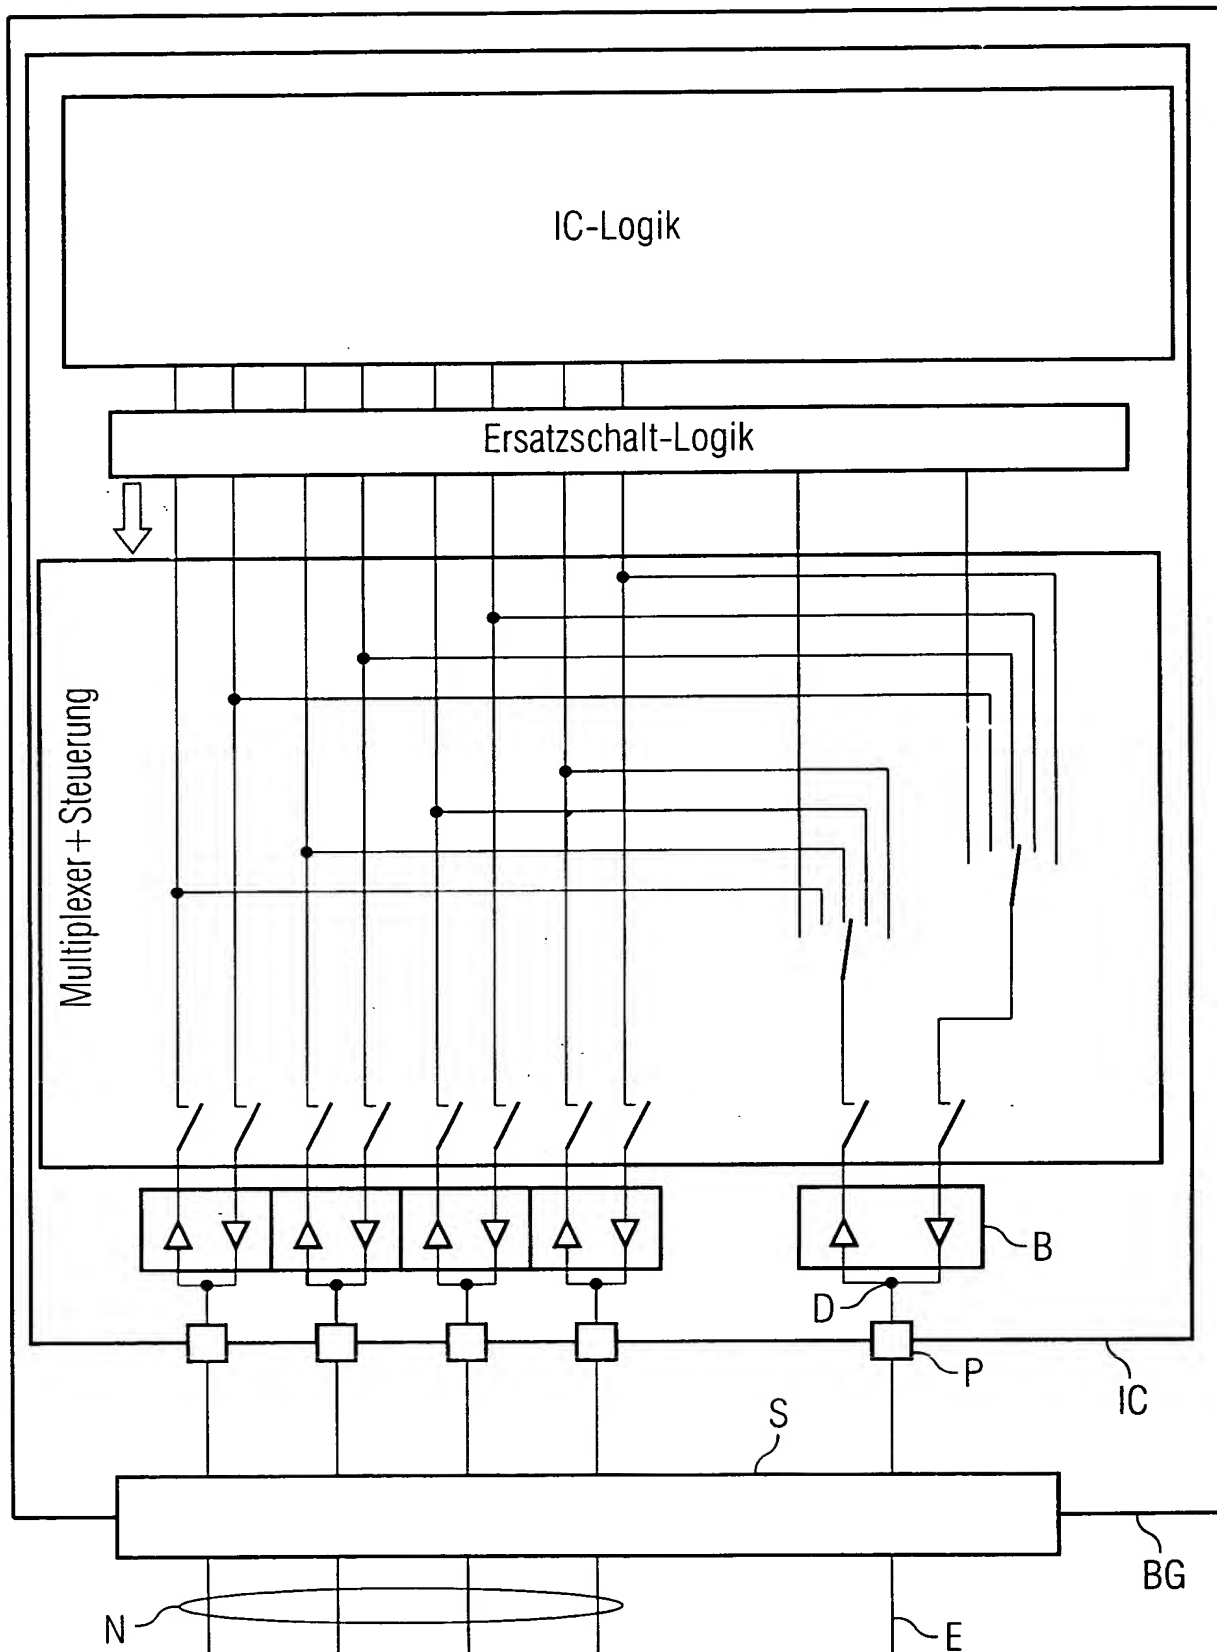 IC-Logik
Ersatzschalt-Logik
Multiplexer + Steuerung
B
D
P
IC
S
BG
N
E